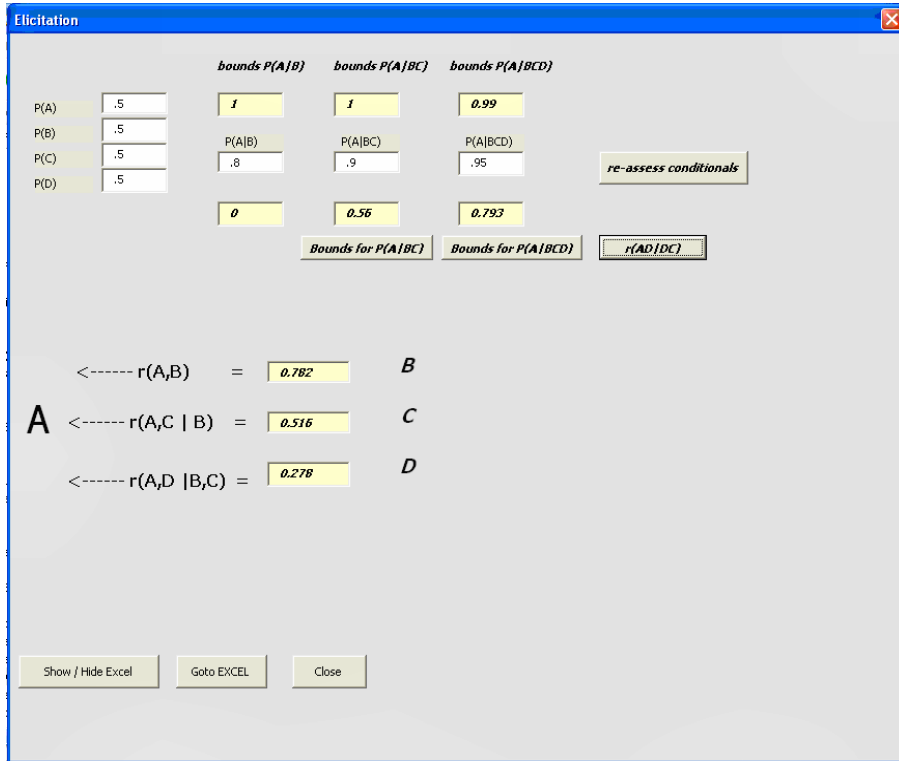 Elicitation
bounds P(A|B) bounds P(A|BC) bounds P(A|BCD)
P(A) .5 1 1 0.99
P(B) .5
P(A|B) P(A|BC) P(A|BCD)
P(C) .5 .8 .9 .95 re-assess conditionals
P(D) .5
0 0.56 0.793
Bounds for P(A|BC) Bounds for P(A|BCD) r(AD|DC)
<------ r(A,B) = 0.782 B
A <------ r(A,C | B) = 0.516 C
<------ r(A,D |B,C) = 0.278 D
Show / Hide Excel Goto EXCEL Close